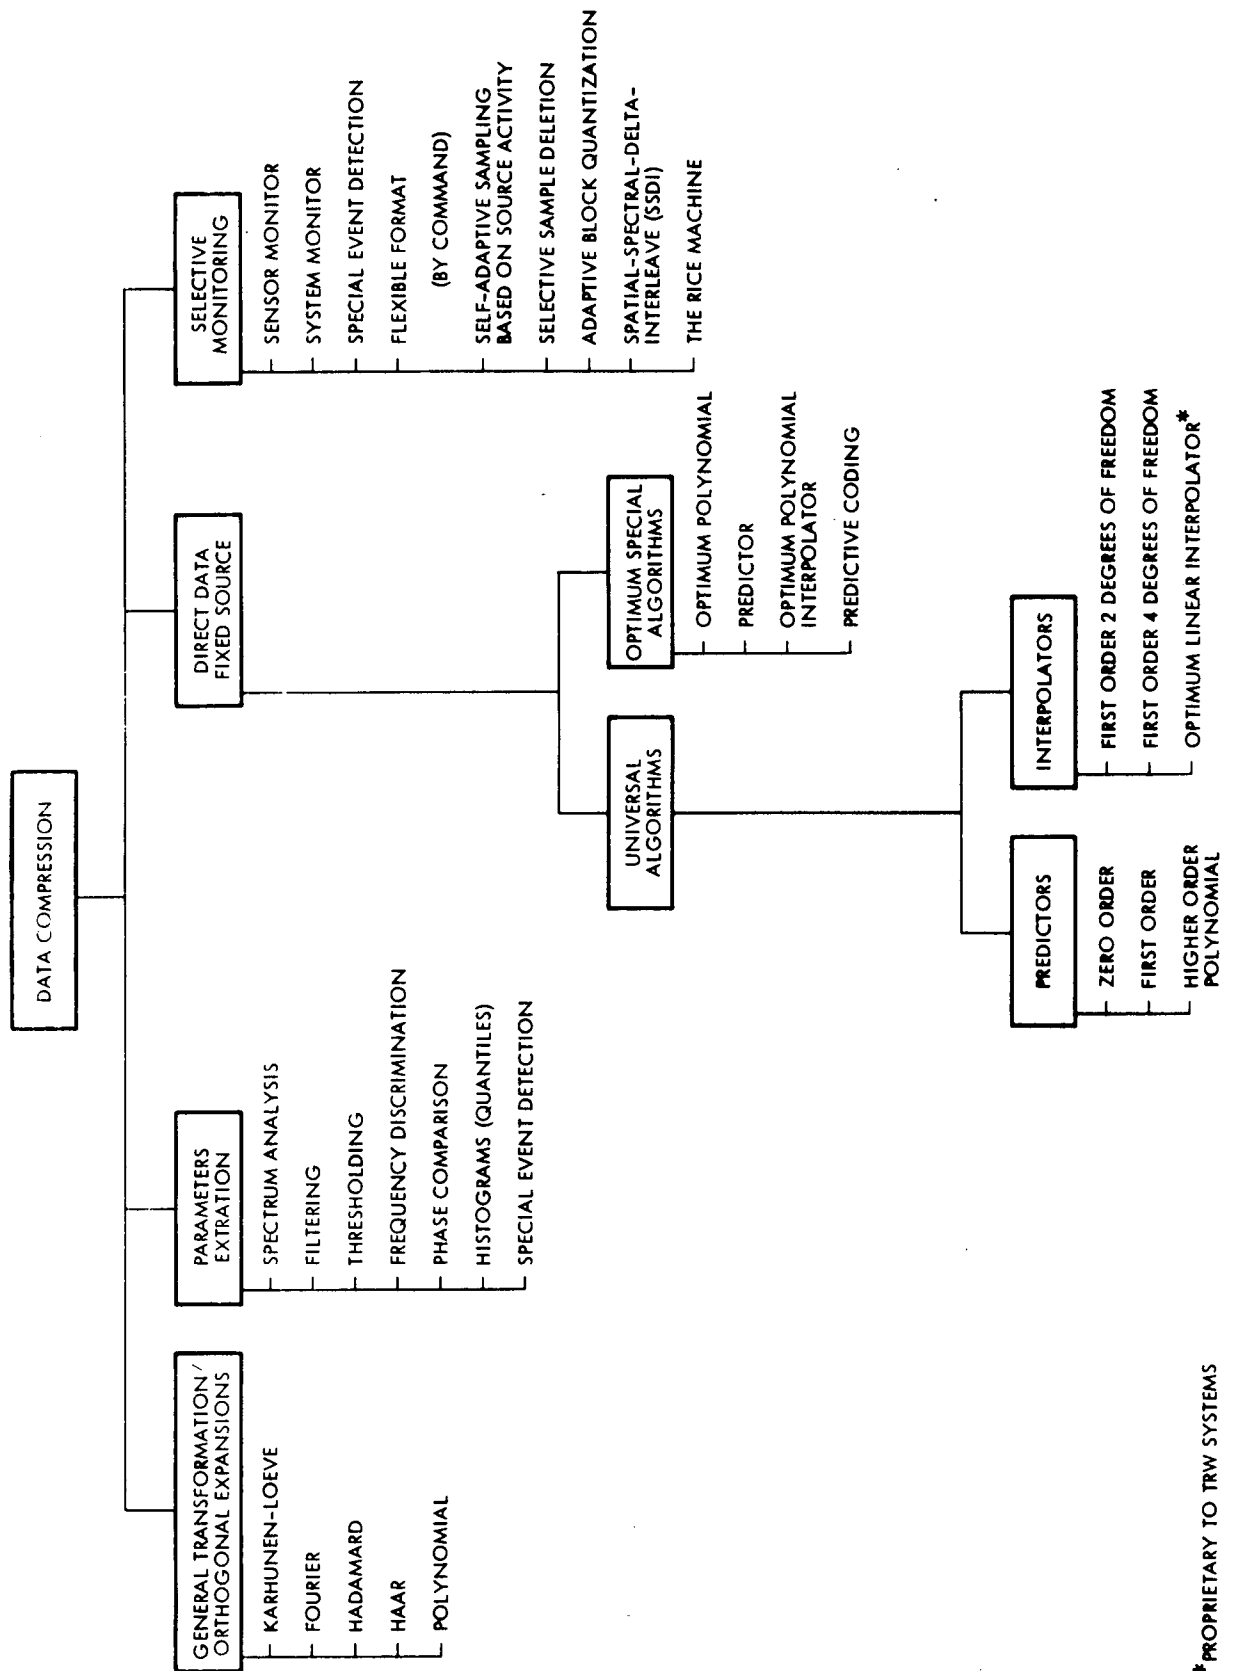 DATA COMPRESSION
GENERAL TRANSFORMATION/
ORTHOGONAL EXPANSIONS
KARHUNEN-LOEVE
FOURIER
HADAMARD
HAAR
POLYNOMIAL
PARAMETERS
EXTRATION
SPECTRUM ANALYSIS
FILTERING
THRESHOLDING
FREQUENCY DISCRIMINATION
PHASE COMPARISON
HISTOGRAMS (QUANTILES)
SPECIAL EVENT DETECTION
DIRECT DATA
FIXED SOURCE
UNIVERSAL
ALGORITHMS
PREDICTORS
ZERO ORDER
FIRST ORDER
HIGHER ORDER
POLYNOMIAL
INTERPOLATORS
FIRST ORDER 2 DEGREES OF FREEDOM
FIRST ORDER 4 DEGREES OF FREEDOM
OPTIMUM LINEAR INTERPOLATOR*
OPTIMUM SPECIAL
ALGORITHMS
OPTIMUM POLYNOMIAL
PREDICTOR
OPTIMUM POLYNOMIAL
INTERPOLATOR
PREDICTIVE CODING
SELECTIVE
MONITORING
SENSOR MONITOR
SYSTEM MONITOR
SPECIAL EVENT DETECTION
FLEXIBLE FORMAT
(BY COMMAND)
SELF-ADAPTIVE SAMPLING
BASED ON SOURCE ACTIVITY
SELECTIVE SAMPLE DELETION
ADAPTIVE BLOCK QUANTIZATION
SPATIAL-SPECTRAL-DELTA-
INTERLEAVE (SSDI)
THE RICE MACHINE
*PROPRIETARY TO TRW SYSTEMS